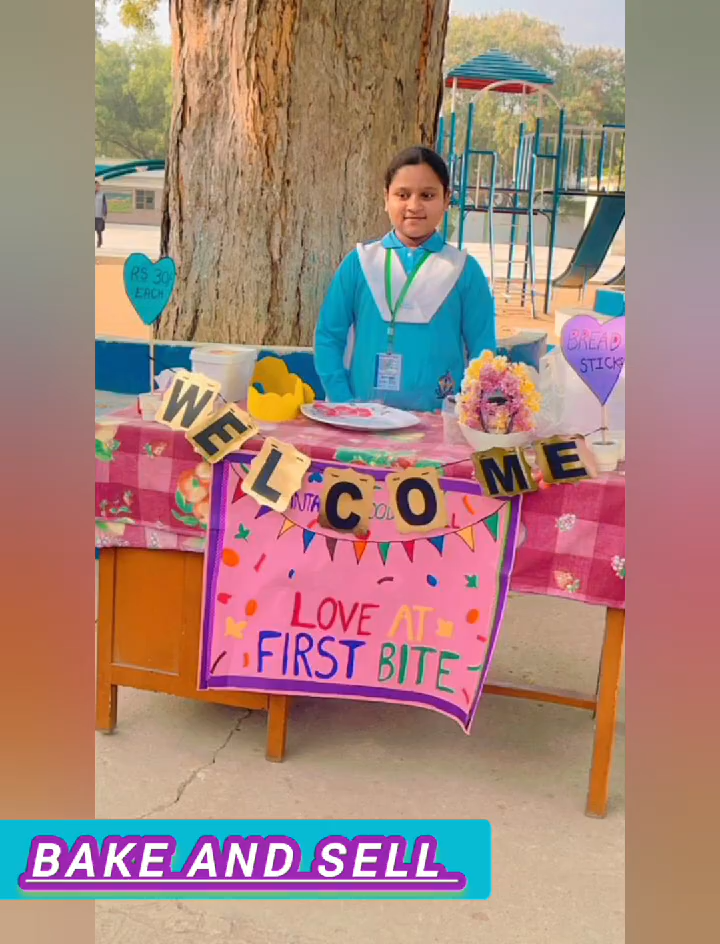 RS 30
EACH
BREAD
STICKS
WELCOME
LOVE AT
FIRST BITE
BAKE AND SELL